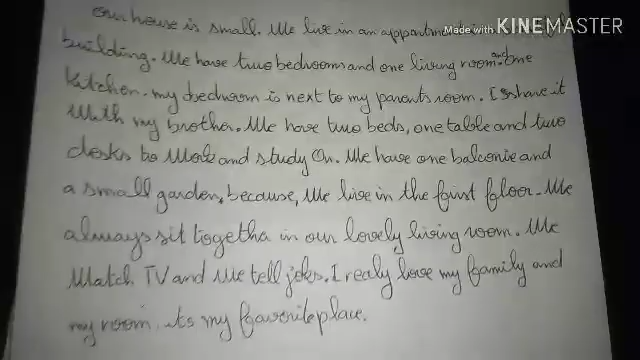 Our house is small. We live in an appartment in
Made with KINEMASTER
building. We have two bedrooms and one living room. and One
kitchen. my bedroom is next to my parents room. I share it
With my brother. We have two beds, one table and two
desks to Work and study On. We have one balconie and
a small garden, because, We live in the fairst floor. We
always sit togetha in our lovely living room. We
Watch TV and We tell jokes. I realy love my family and
my room. its my favorite place.